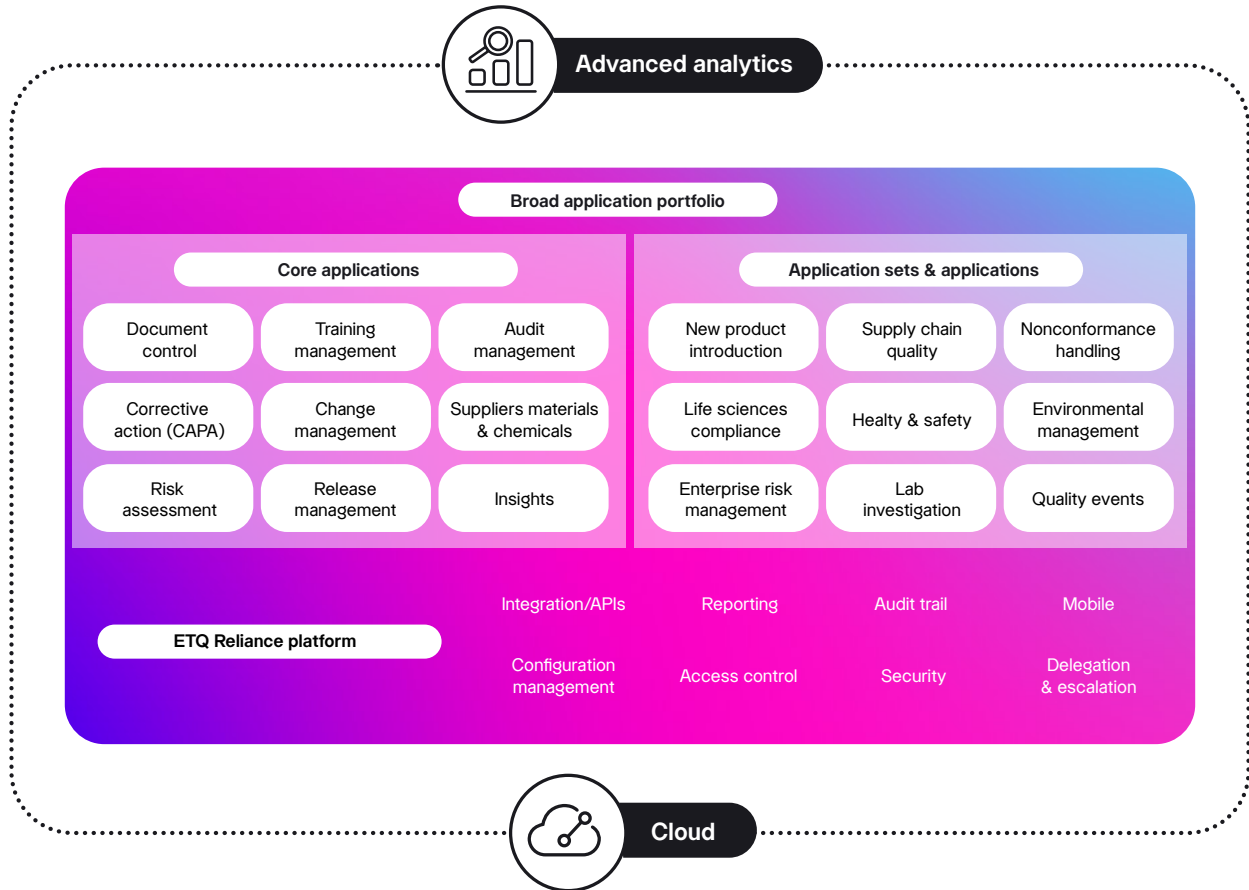 Advanced analytics
Broad application portfolio
Core applications
Document
control
Training
management
Audit
management
Corrective
action (CAPA)
Change
management
Suppliers materials
& chemicals
Risk
assessment
Release
management
Insights
Application sets & applications
New product
introduction
Supply chain
quality
Nonconformance
handling
Life sciences
compliance
Healty & safety
Environmental
management
Enterprise risk
management
Lab
investigation
Quality events
ETQ Reliance platform
Integration/APIs
Reporting
Audit trail
Mobile
Configuration
management
Access control
Security
Delegation
& escalation
Cloud